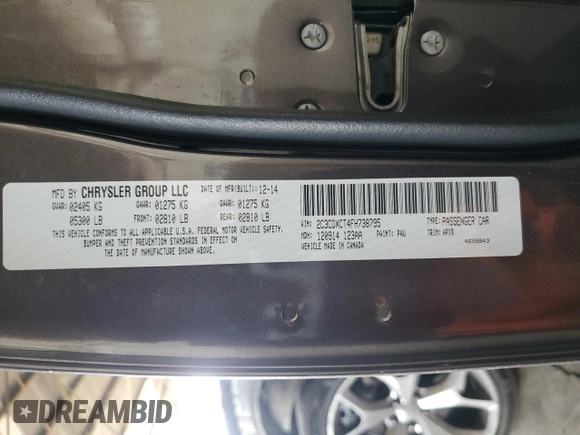 MFD BY CHRYSLER GROUP LLC DATE OF MFR(BUILT): 12-14
GVWR: 02405 KG GAWR: 01275 KG GAWR: 01275 KG
05300 LB FRONT: 02810 LB REAR: 02810 LB
THIS VEHICLE CONFORMS TO ALL APPLICABLE U.S.A. FEDERAL MOTOR VEHICLE SAFETY,
BUMPER AND THEFT PREVENTION STANDARDS IN EFFECT ON
THE DATE OF MANUFACTURE SHOWN ABOVE.
VIN: 2C3CDXCT4FH738795 TYPE: PASSENGER CAR
MDH: 120914 123AA PAINT: PAU TRIM: APX9
MADE IN CANADA 4658843
DREAMBID